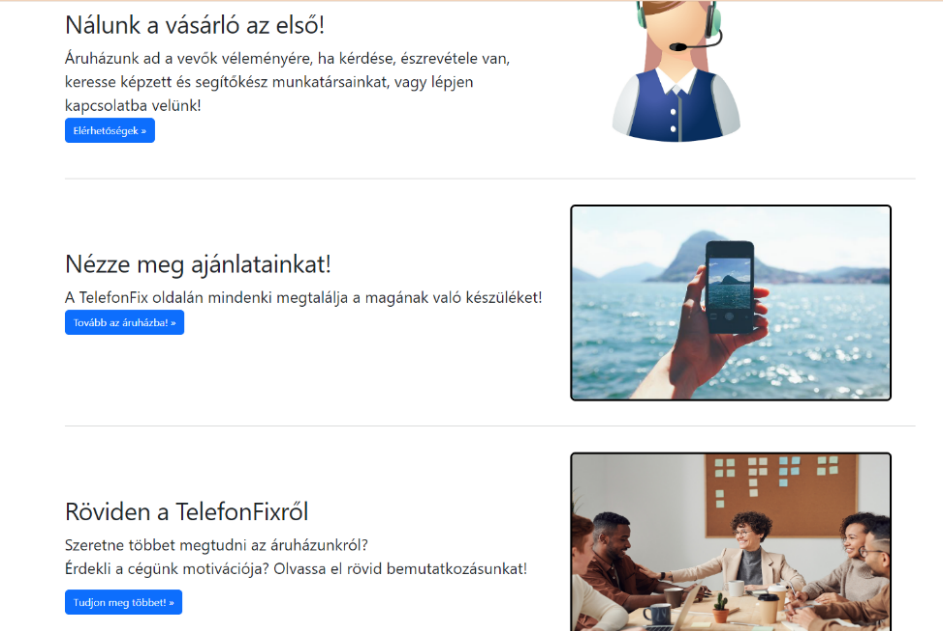 Nálunk a vásárló az első!
Áruházunk ad a vevők véleményére, ha kérdése, észrevétele van,
keresse képzett és segítőkész munkatársainkat, vagy lépjen
kapcsolatba velünk!
Elérhetőségek »
Nézze meg ajánlatainkat!
A TelefonFix oldalán mindenki megtalálja a magának való készüléket!
Tovább az áruházba! »
Röviden a TelefonFixről
Szeretne többet megtudni az áruházunkról?
Érdekli a cégünk motivációja? Olvassa el rövid bemutatkozásunkat!
Tudjon meg többet! »